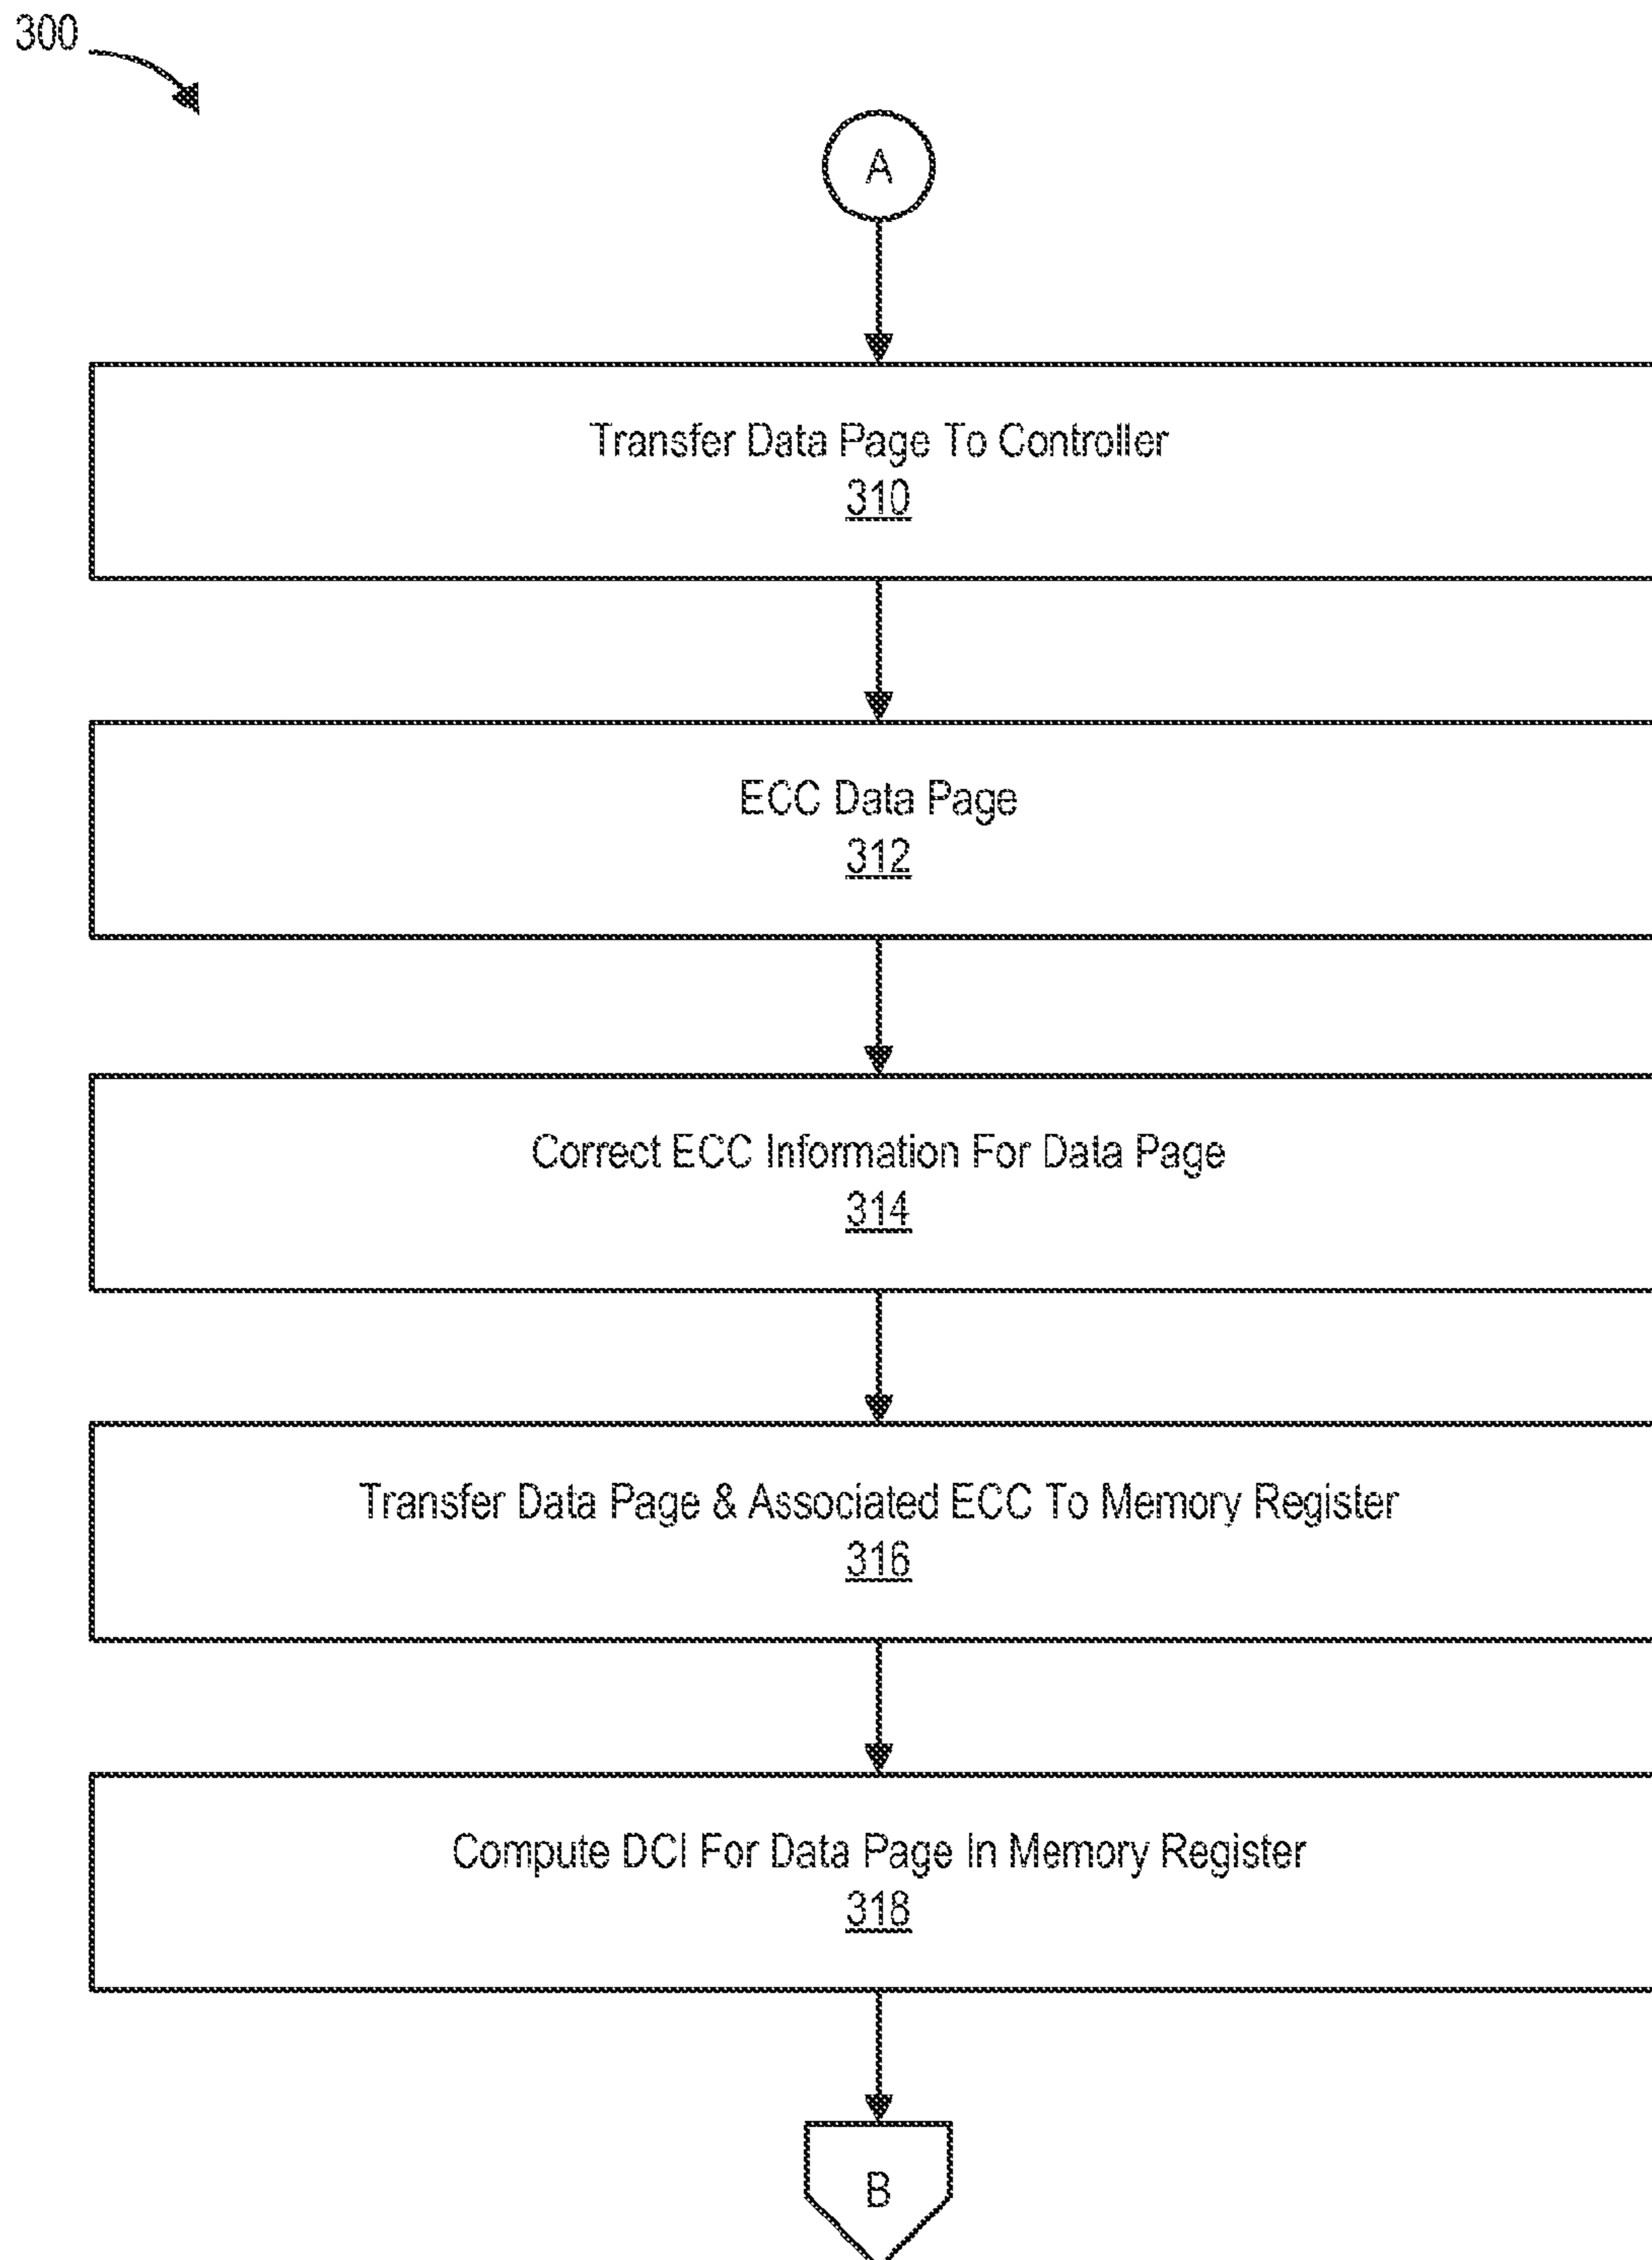 300
A
Transfer Data Page To Controller
310
ECC Data Page
312
Correct ECC Information For Data Page
314
Transfer Data Page & Associated ECC To Memory Register
316
Compute DCI For Data Page In Memory Register
318
B